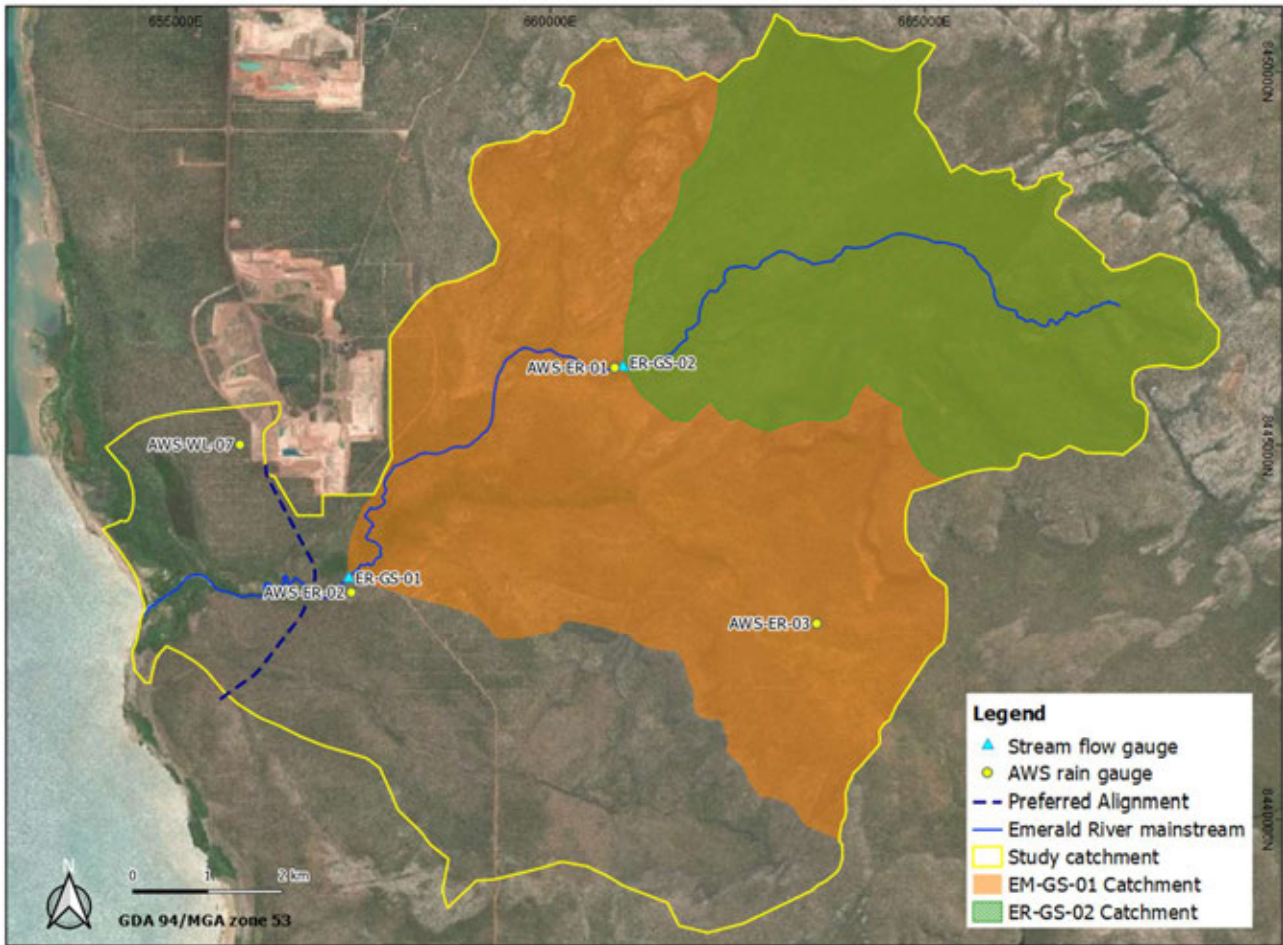 655000E
660000E
665000E
8450000N
AWS-ER-01
ER-GS-02
AWS-WL-07
8445000N
ER-GS-01
AWS-ER-02
AWS-ER-03
8440000N
Legend
Stream flow gauge
AWS rain gauge
Preferred Alignment
Emerald River mainstream
Study catchment
EM-GS-01 Catchment
ER-GS-02 Catchment
N
0 1 2 km
GDA 94/MGA zone 53